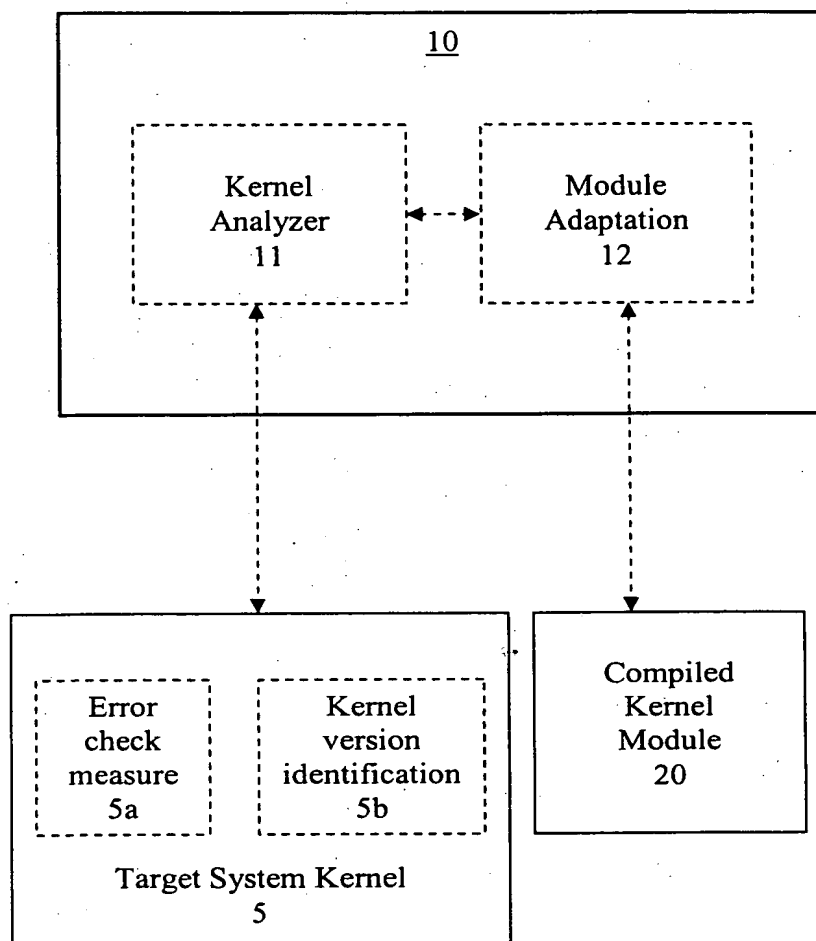 10
Kernel
Analyzer
11
Module
Adaptation
12
Error
check
measure
5a
Kernel
version
identification
5b
Target System Kernel
5
Compiled
Kernel
Module
20